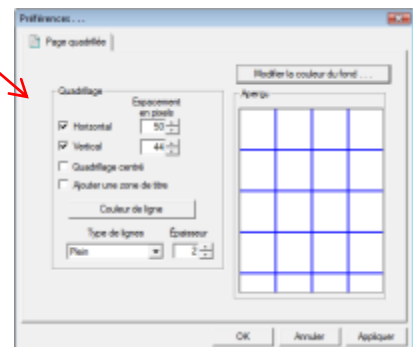 Préférences . . .
Page quadrillée
Modifier la couleur du fond . . .
Quadrillage
Espacement
en pixels
Horizontal 50
Vertical 44
Quadrillage centré
Ajouter une zone de titre
Couleur de ligne
Type de lignes Épaisseur
Plein 2
Aperçu
OK Annuler Appliquer